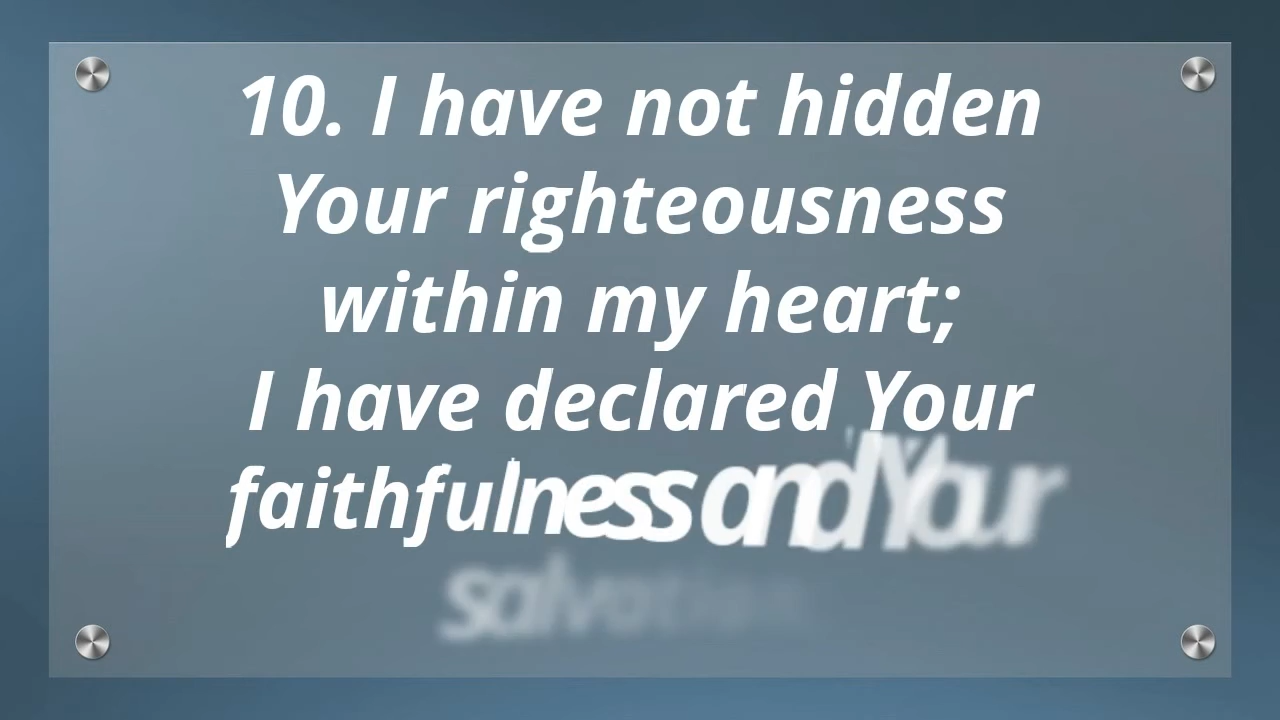 10. I have not hidden
Your righteousness
within my heart;
I have declared Your
faithfulness and Your
salvation